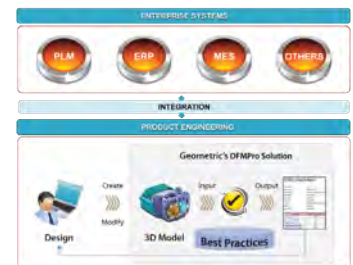 ENTERPRISE SYSTEMS
PLM ERP MES OTHERS
INTEGRATION
PRODUCT ENGINEERING
Geometric's DFMPro Solution
Create Input Output
Modify
Design 3D Model Best Practices